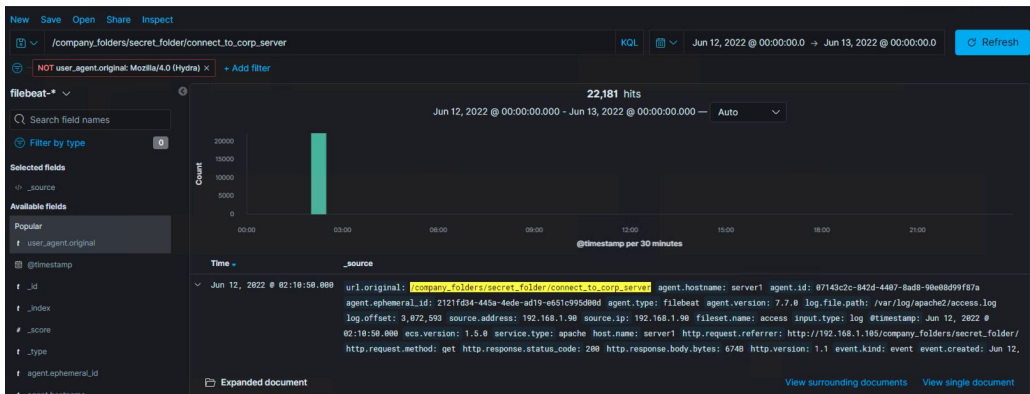 New Save Open Share Inspect
/company_folders/secret_folder/connect_to_corp_server KQL Jun 12, 2022 @ 00:00:00.0 → Jun 13, 2022 @ 00:00:00.0 Refresh
NOT user_agent.original: Mozilla/4.0 (Hydra) × + Add filter
filebeat-*
Search field names
Filter by type 0
Selected fields
_source
Available fields
Popular
t user_agent.original
@timestamp
t _id
t _index
# _score
t _type
t agent.ephemeral_id
22,181 hits
Jun 12, 2022 @ 00:00:00.000 - Jun 13, 2022 @ 00:00:00.000 — Auto
Count
20000
15000
10000
5000
0
00:00 03:00 06:00 09:00 12:00 15:00 18:00 21:00
@timestamp per 30 minutes
Time _source
Jun 12, 2022 @ 02:10:50.000 url.original: /company_folders/secret_folder/connect_to_corp_server agent.hostname: server1 agent.id: 07143c2c-842d-4407-8ad8-90e08d99f87a
agent.ephemeral_id: 2121fd34-445a-4ede-ad19-e651c995d00d agent.type: filebeat agent.version: 7.7.0 log.file.path: /var/log/apache2/access.log
log.offset: 3,072,593 source.address: 192.168.1.90 source.ip: 192.168.1.90 fileset.name: access input.type: log @timestamp: Jun 12, 2022 @
02:10:50.000 ecs.version: 1.5.0 service.type: apache host.name: server1 http.request.referrer: http://192.168.1.105/company_folders/secret_folder/
http.request.method: get http.response.status_code: 200 http.response.body.bytes: 674B http.version: 1.1 event.kind: event event.created: Jun 12,
Expanded document View surrounding documents View single document